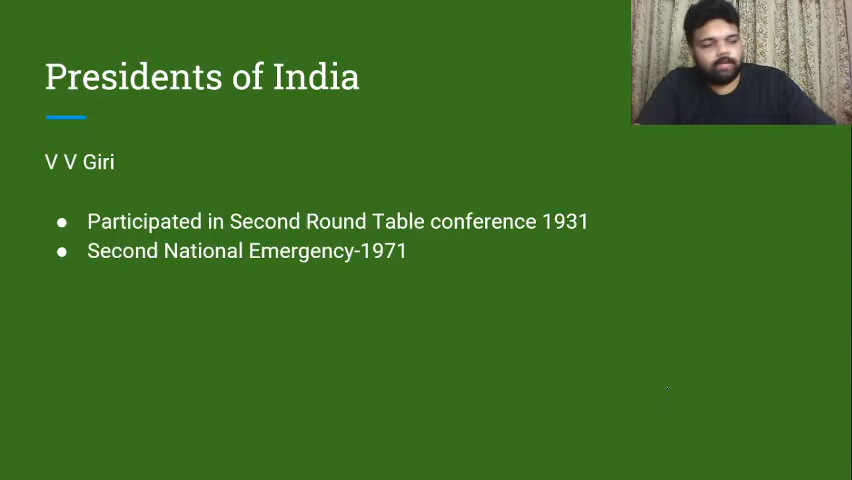 Presidents of India
V V Giri
● Participated in Second Round Table conference 1931
● Second National Emergency-1971